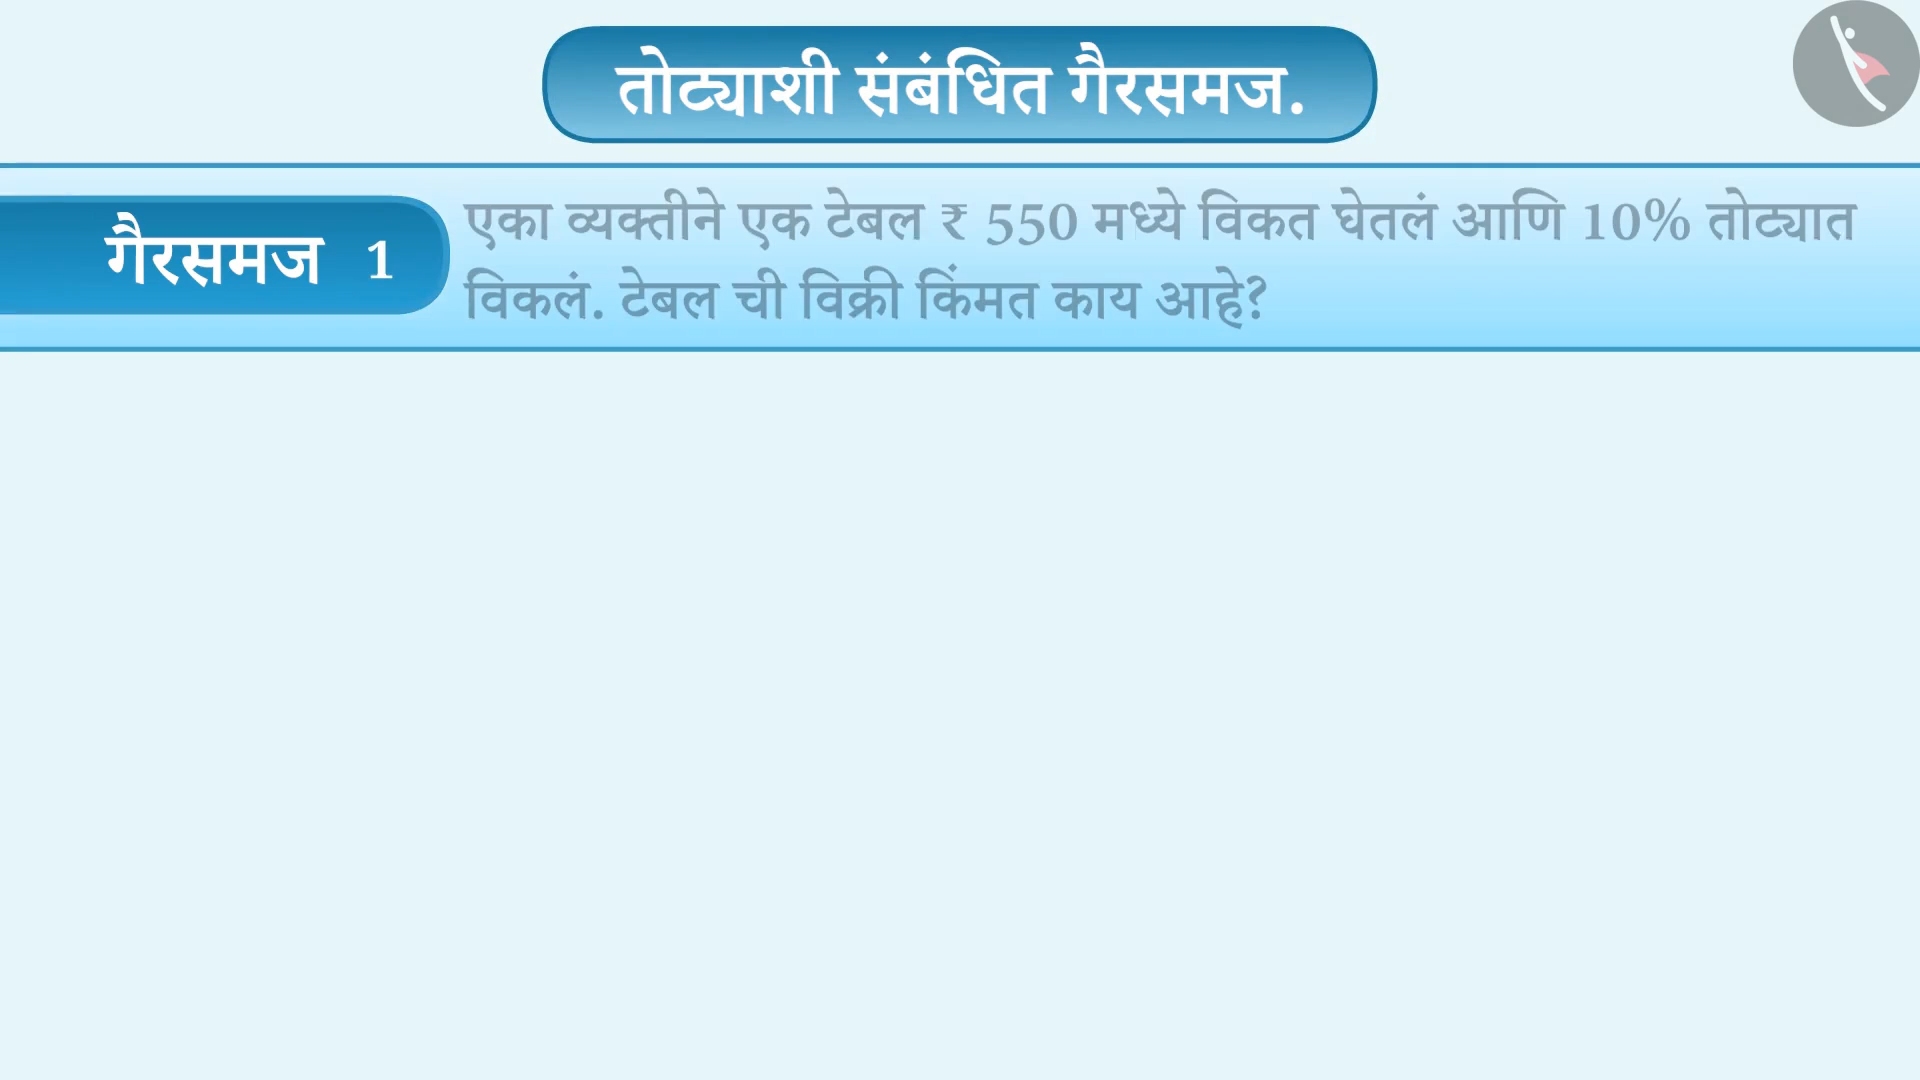 तोट्याशी संबंधित गैरसमज.
गैरसमज 1
एका व्यक्तीने एक टेबल ₹ 550 मध्ये विकत घेतलं आणि 10% तोट्यात
विकलं. टेबल ची विक्री किंमत काय आहे?